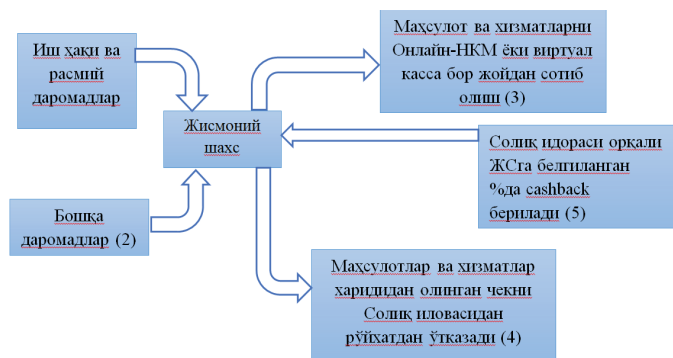 Иш ҳақи ва
расмий
даромадлар
Маҳсулот ва хизматларни
Онлайн-НКМ ёки виртуал
касса бор жойдан сотиб
олиш (3)
Жисмоний
шахс
Солиқ идораси орқали
ЖСга белгиланган
%да cashback
берилади (5)
Бошқа
даромадлар (2)
Маҳсулотлар ва хизматлар
харидидан олинган чекни
Солиқ иловасидан
рўйхатдан ўтказади (4)